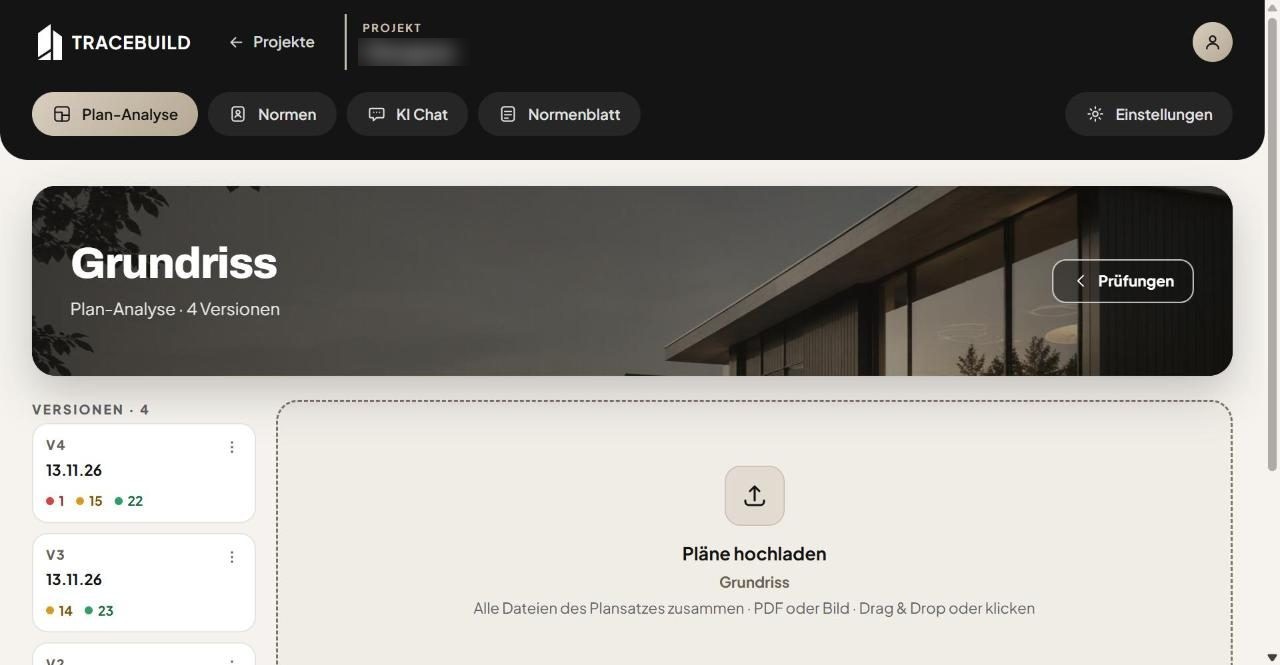 TRACEBUILD
Projekte
PROJEKT
Plan-Analyse
Normen
KI Chat
Normenblatt
Einstellungen
Grundriss
Plan-Analyse · 4 Versionen
Prüfungen
VERSIONEN · 4
V4
13.11.26
1 15 22
V3
13.11.26
14 23
V2
Pläne hochladen
Grundriss
Alle Dateien des Plansatzes zusammen · PDF oder Bild · Drag & Drop oder klicken